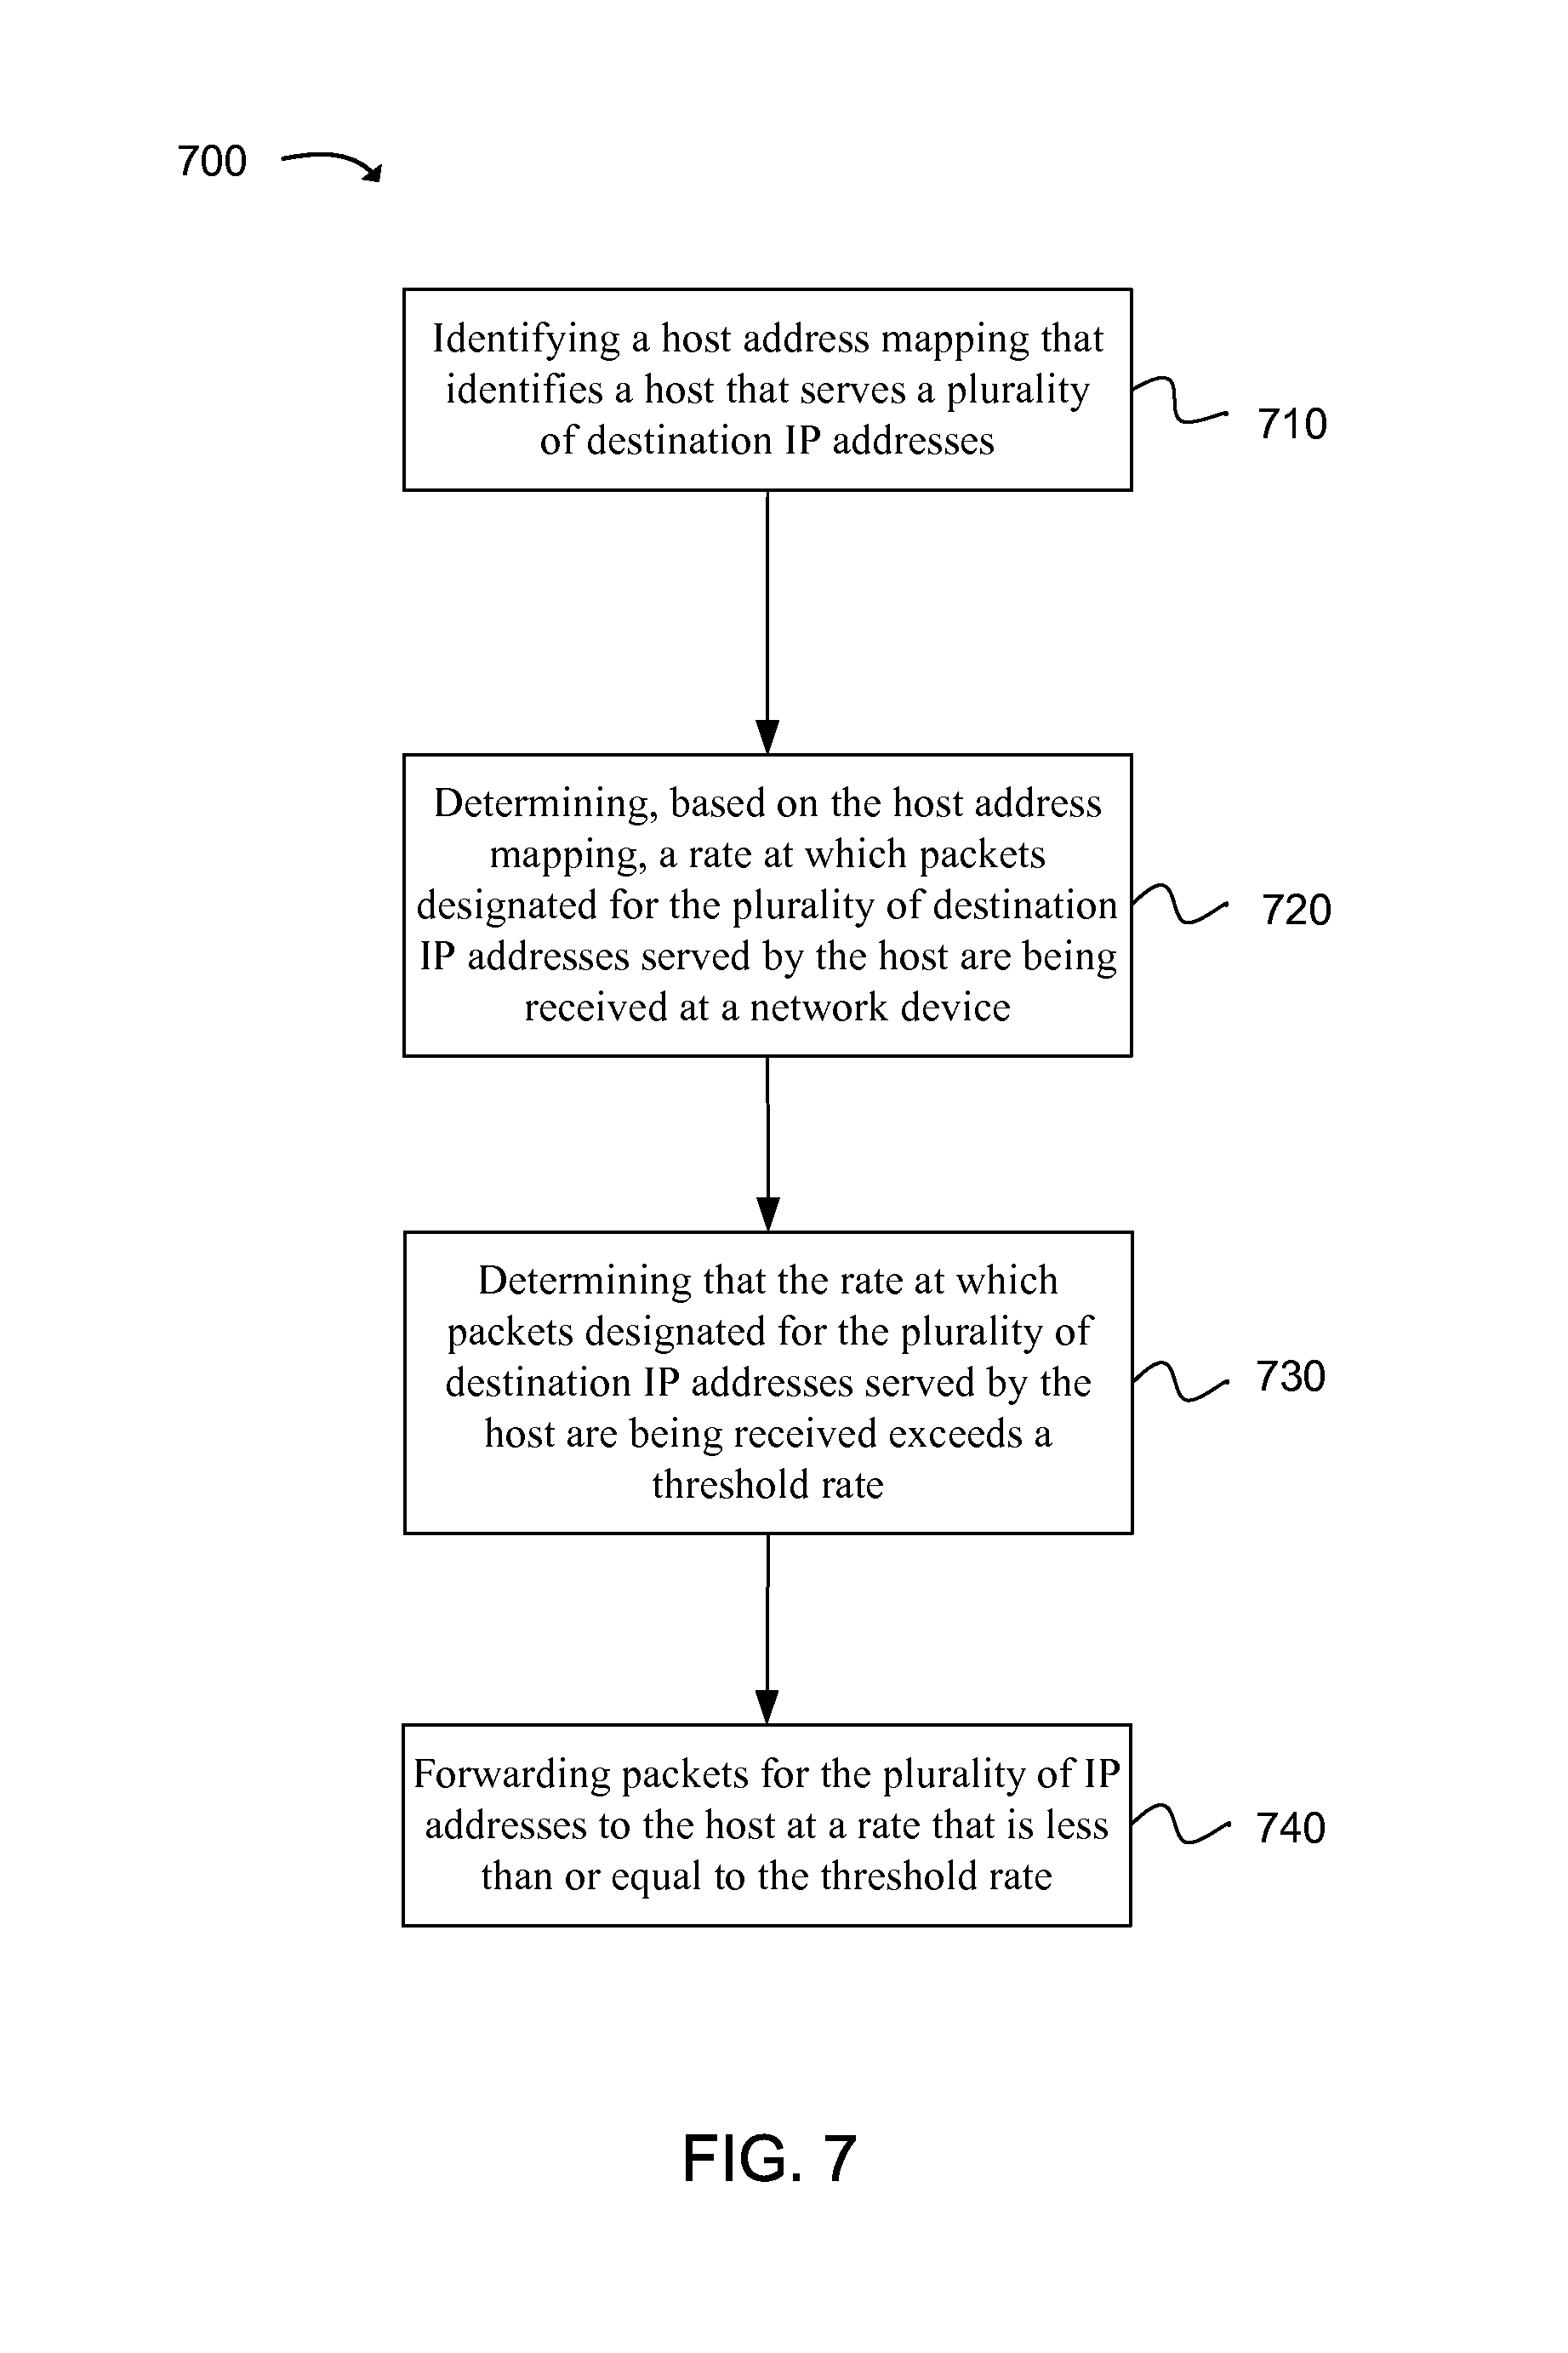 700
Identifying a host address mapping that
identifies a host that serves a plurality
of destination IP addresses
710
Determining, based on the host address
mapping, a rate at which packets
designated for the plurality of destination
IP addresses served by the host are being
received at a network device
720
Determining that the rate at which
packets designated for the plurality of
destination IP addresses served by the
host are being received exceeds a
threshold rate
730
Forwarding packets for the plurality of IP
addresses to the host at a rate that is less
than or equal to the threshold rate
740
FIG. 7